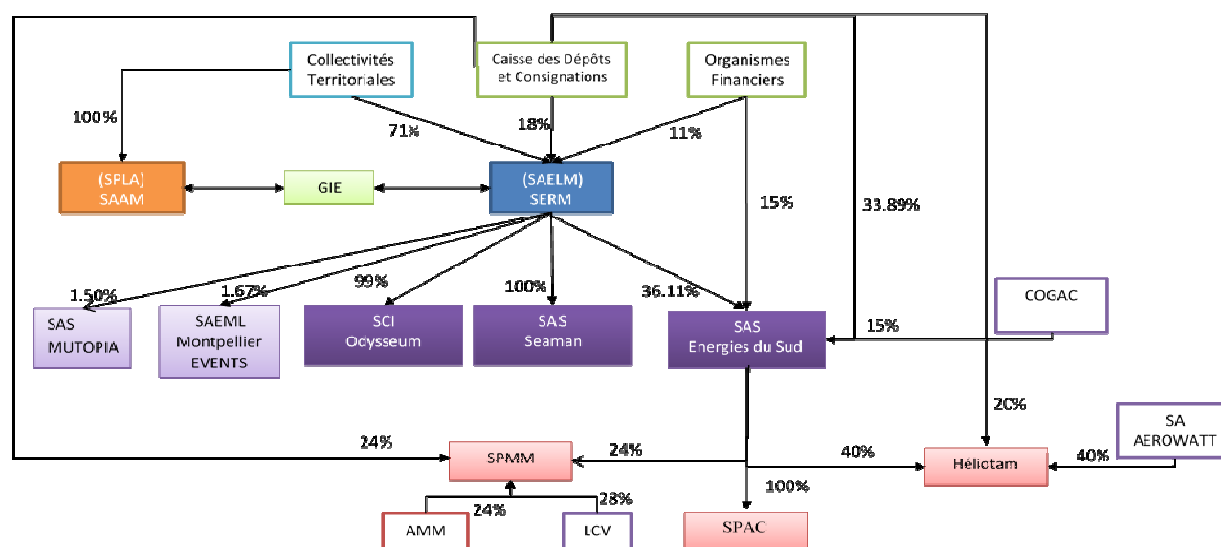 Collectivités
Territoriales
Caisse des Dépôts
et Consignations
Organismes
Financiers
100%
71%
18%
11%
(SPLA)
SAAM
GIE
(SAELM)
SERM
15%
33.89%
1.50%
1.67%
99%
100%
36.11%
SAS
MUTOPIA
SAEML
Montpellier
EVENTS
SCI
Odysseum
SAS
Seaman
SAS
Energies du Sud
15%
COGAC
20%
SA
AEROWATT
24%
SPMM
24%
40%
Héliotam
40%
100%
24%
28%
AMM
LCV
SPAC